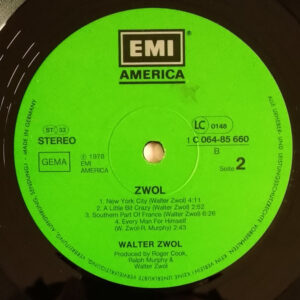 EMI
AMERICA
ST 33
STEREO
GEMA
℗ 1978
EMI
AMERICA
LC 0148
1 C 064-85 660
B
Seite 2
ZWOL
1. New York City (Walter Zwol) 4:11
2. A Little Bit Crazy (Walter Zwol) 2:52
3. Southern Part Of France (Walter Zwol) 6:26
4. Every Man For Himself
(W. Zwol-R. Murphy) 2:43
WALTER ZWOL
Produced by Roger Cook,
Ralph Murphy &
Walter Zwol
MADE IN GERMANY